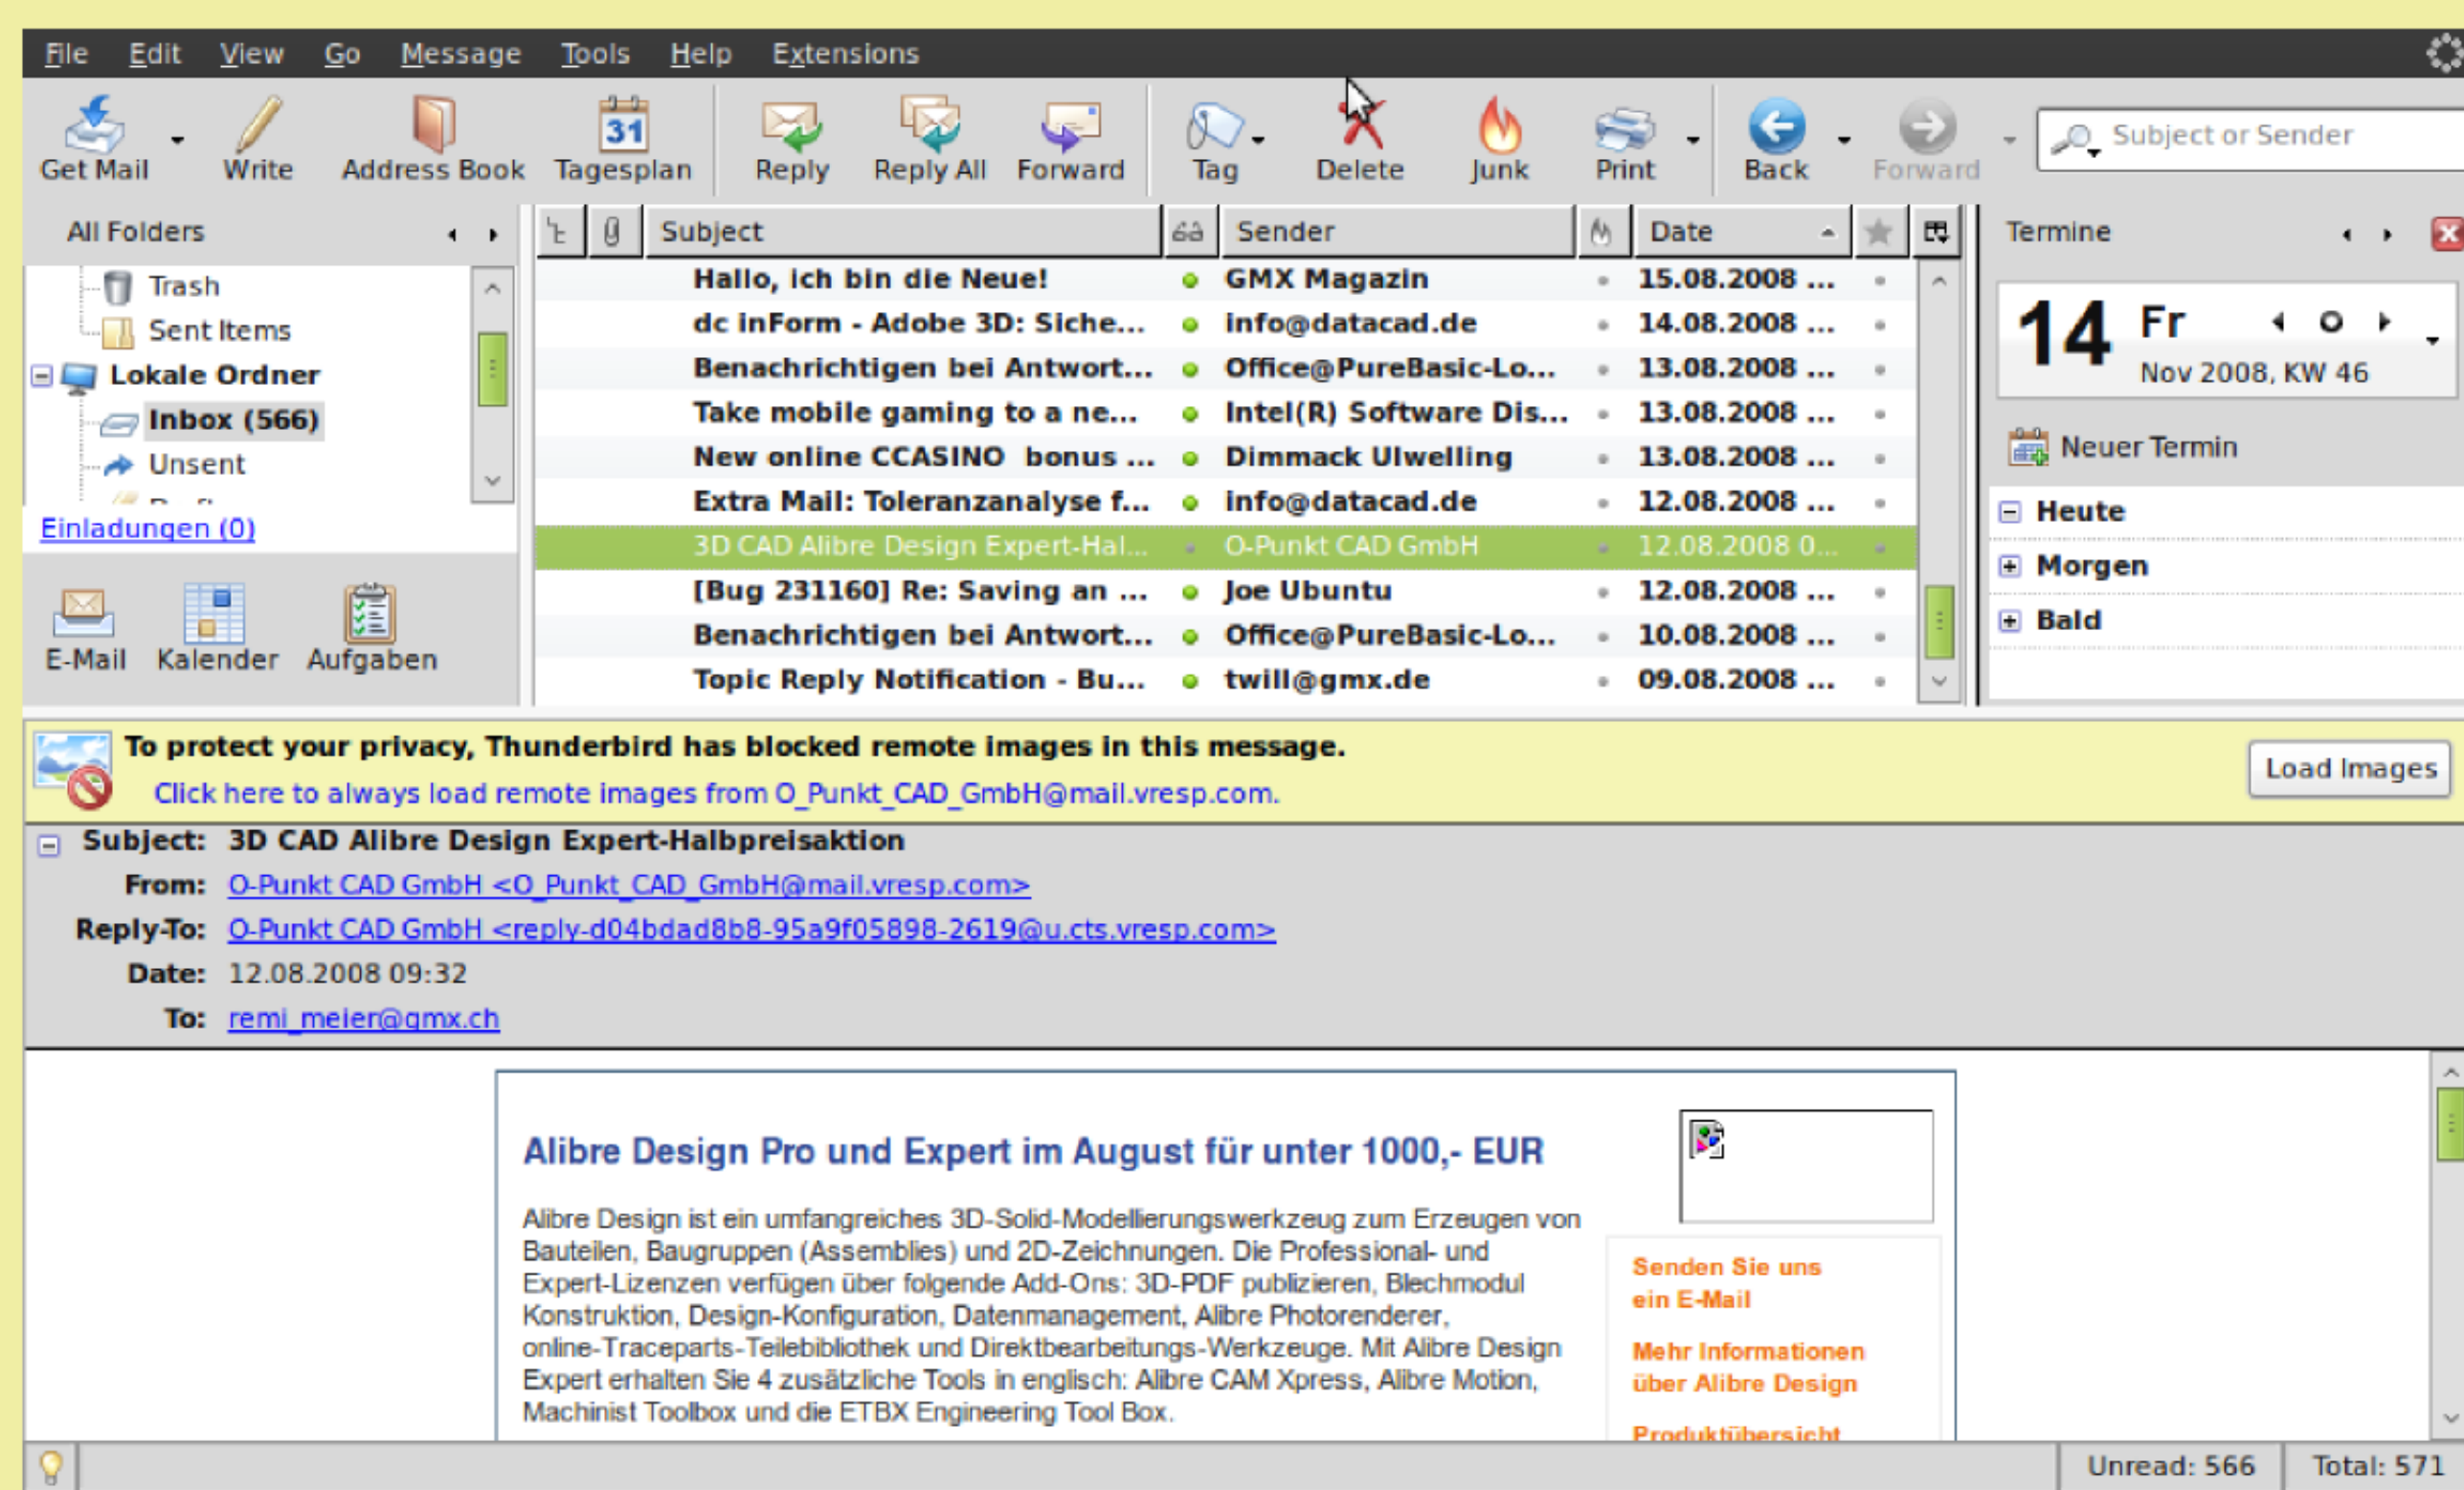 File Edit View Go Message Tools Help Extensions
31
Get Mail Write Address Book Tagesplan Reply Reply All Forward Tag Delete Junk Print Back Forward Subject or Sender
All Folders
Trash
Sent Items
Lokale Ordner
Inbox (566)
Unsent
Einladungen (0)
E-Mail Kalender Aufgaben
Subject Sender Date
Hallo, ich bin die Neue! GMX Magazin 15.08.2008 ...
dc inForm - Adobe 3D: Siche... info@datacad.de 14.08.2008 ...
Benachrichtigen bei Antwort... Office@PureBasic-Lo... 13.08.2008 ...
Take mobile gaming to a ne... Intel(R) Software Dis... 13.08.2008 ...
New online CCASINO bonus ... Dimmack Ulwelling 13.08.2008 ...
Extra Mail: Toleranzanalyse f... info@datacad.de 12.08.2008 ...
3D CAD Alibre Design Expert-Hal... O-Punkt CAD GmbH 12.08.2008 0...
[Bug 231160] Re: Saving an ... Joe Ubuntu 12.08.2008 ...
Benachrichtigen bei Antwort... Office@PureBasic-Lo... 10.08.2008 ...
Topic Reply Notification - Bu... twill@gmx.de 09.08.2008 ...
Termine
14 Fr
Nov 2008, KW 46
Neuer Termin
Heute
Morgen
Bald
To protect your privacy, Thunderbird has blocked remote images in this message.
Click here to always load remote images from O_Punkt_CAD_GmbH@mail.vresp.com.
Load Images
Subject: 3D CAD Alibre Design Expert-Halbpreisaktion
From: O-Punkt CAD GmbH <O_Punkt_CAD_GmbH@mail.vresp.com>
Reply-To: O-Punkt CAD GmbH <reply-d04bdad8b8-95a9f05898-2619@u.cts.vresp.com>
Date: 12.08.2008 09:32
To: remi_meier@gmx.ch
Alibre Design Pro und Expert im August für unter 1000,- EUR
Alibre Design ist ein umfangreiches 3D-Solid-Modellierungswerkzeug zum Erzeugen von
Bauteilen, Baugruppen (Assemblies) und 2D-Zeichnungen. Die Professional- und
Expert-Lizenzen verfügen über folgende Add-Ons: 3D-PDF publizieren, Blechmodul
Konstruktion, Design-Konfiguration, Datenmanagement, Alibre Photorenderer,
online-Traceparts-Teilebibliothek und Direktbearbeitungs-Werkzeuge. Mit Alibre Design
Expert erhalten Sie 4 zusätzliche Tools in englisch: Alibre CAM Xpress, Alibre Motion,
Machinist Toolbox und die ETBX Engineering Tool Box.
Senden Sie uns
ein E-Mail
Mehr Informationen
über Alibre Design
Produktübersicht
Unread: 566 Total: 571